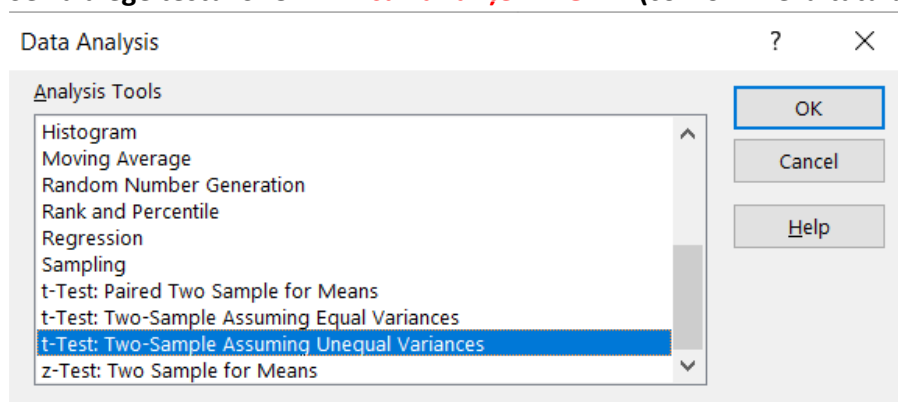 Data Analysis
?
Analysis Tools
OK
Histogram
Moving Average
Cancel
Random Number Generation
Rank and Percentile
Help
Regression
Sampling
t-Test: Paired Two Sample for Means
t-Test: Two-Sample Assuming Equal Variances
t-Test: Two-Sample Assuming Unequal Variances
z-Test: Two Sample for Means